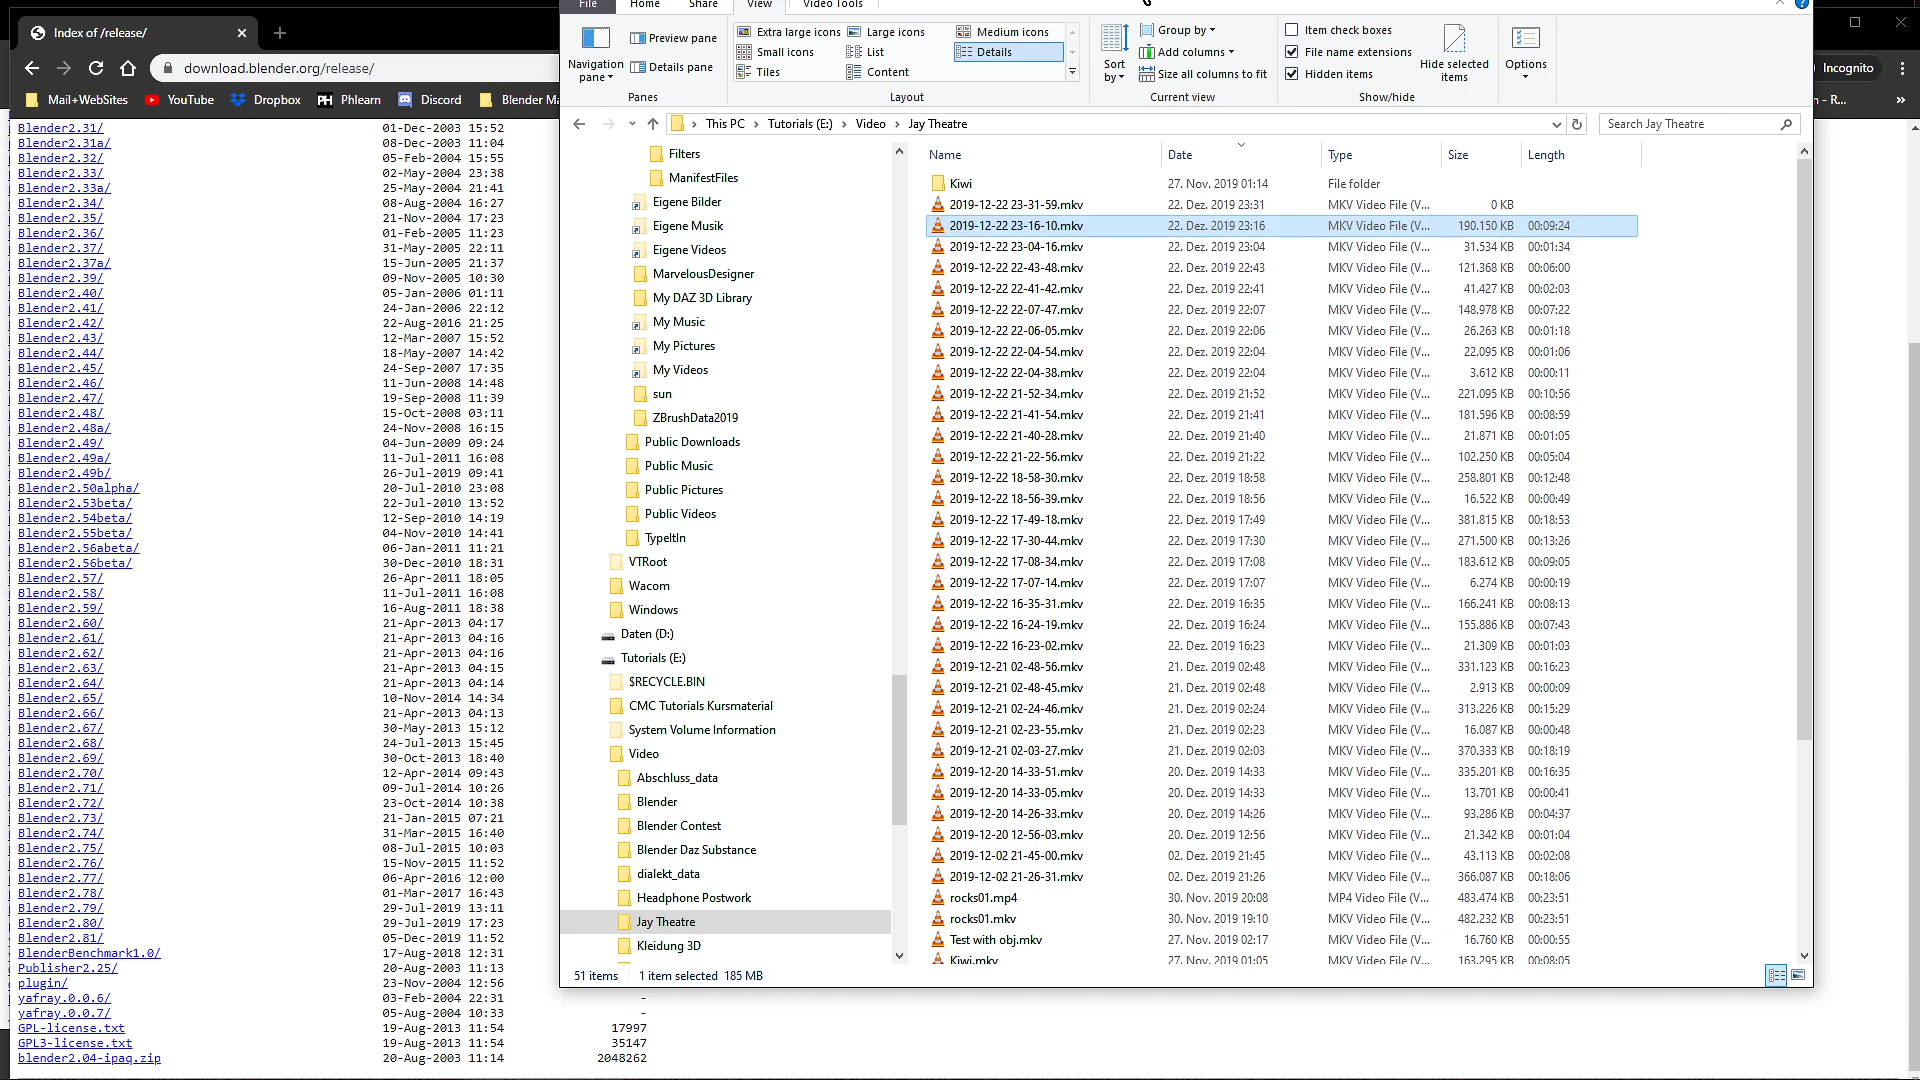 Index of /release/
download.blender.org/release/
Incognito
Mail+WebSites
YouTube
Dropbox
Phlearn
Discord
Blender Ma
n - R...
Blender2.31/ 01-Dec-2003 15:52
Blender2.31a/ 08-Dec-2003 11:04
Blender2.32/ 05-Feb-2004 15:55
Blender2.33/ 02-May-2004 23:38
Blender2.33a/ 25-May-2004 21:41
Blender2.34/ 08-Aug-2004 16:27
Blender2.35/ 21-Nov-2004 17:23
Blender2.36/ 01-Feb-2005 11:23
Blender2.37/ 31-May-2005 22:11
Blender2.37a/ 15-Jun-2005 21:37
Blender2.39/ 09-Nov-2005 10:30
Blender2.40/ 05-Jan-2006 01:11
Blender2.41/ 24-Jan-2006 22:12
Blender2.42/ 22-Aug-2016 21:25
Blender2.43/ 12-Mar-2007 15:52
Blender2.44/ 18-May-2007 14:42
Blender2.45/ 24-Sep-2007 17:35
Blender2.46/ 11-Jun-2008 14:48
Blender2.47/ 19-Sep-2008 11:39
Blender2.48/ 15-Oct-2008 03:11
Blender2.48a/ 24-Nov-2008 16:15
Blender2.49/ 04-Jun-2009 09:24
Blender2.49a/ 11-Jul-2011 16:08
Blender2.49b/ 26-Jul-2019 09:41
Blender2.50alpha/ 20-Jul-2010 23:08
Blender2.53beta/ 22-Jul-2010 13:52
Blender2.54beta/ 12-Sep-2010 14:19
Blender2.55beta/ 04-Nov-2010 14:41
Blender2.56abeta/ 06-Jan-2011 11:21
Blender2.56beta/ 30-Dec-2010 18:31
Blender2.57/ 26-Apr-2011 18:05
Blender2.58/ 11-Jul-2011 16:08
Blender2.59/ 16-Aug-2011 18:38
Blender2.60/ 21-Apr-2013 04:17
Blender2.61/ 21-Apr-2013 04:16
Blender2.62/ 21-Apr-2013 04:16
Blender2.63/ 21-Apr-2013 04:15
Blender2.64/ 21-Apr-2013 04:14
Blender2.65/ 10-Nov-2014 14:34
Blender2.66/ 21-Apr-2013 04:13
Blender2.67/ 30-May-2013 15:12
Blender2.68/ 24-Jul-2013 15:45
Blender2.69/ 30-Oct-2013 18:40
Blender2.70/ 12-Apr-2014 09:43
Blender2.71/ 09-Jul-2014 10:26
Blender2.72/ 23-Oct-2014 10:38
Blender2.73/ 21-Jan-2015 07:21
Blender2.74/ 31-Mar-2015 16:40
Blender2.75/ 08-Jul-2015 10:03
Blender2.76/ 15-Nov-2015 11:52
Blender2.77/ 06-Apr-2016 12:00
Blender2.78/ 01-Mar-2017 16:43
Blender2.79/ 29-Jul-2019 13:11
Blender2.80/ 29-Jul-2019 17:23
Blender2.81/ 05-Dec-2019 11:52
BlenderBenchmark1.0/ 17-Aug-2018 12:31
Publisher2.25/ 20-Aug-2003 11:13
plugin/ 23-Nov-2004 12:56
yafray.0.0.6/ 03-Feb-2004 22:31 -
yafray.0.0.7/ 05-Aug-2004 10:33 -
GPL-license.txt 19-Aug-2013 11:54 17997
GPL3-license.txt 19-Aug-2013 11:54 35147
blender2.04-ipaq.zip 20-Aug-2003 11:14 2048262
File Home Share View Video Tools
Navigation pane
Preview pane
Details pane
Panes
Extra large icons Large icons Medium icons
Small icons List Details
Tiles Content
Layout
Sort by
Group by
Add columns
Size all columns to fit
Current view
Item check boxes
File name extensions
Hidden items
Hide selected items
Show/hide
Options
This PC > Tutorials (E:) > Video > Jay Theatre
Search Jay Theatre
Filters
ManifestFiles
Eigene Bilder
Eigene Musik
Eigene Videos
MarvelousDesigner
My DAZ 3D Library
My Music
My Pictures
My Videos
sun
ZBrushData2019
Public Downloads
Public Music
Public Pictures
Public Videos
TypeItIn
VTRoot
Wacom
Windows
Daten (D:)
Tutorials (E:)
$RECYCLE.BIN
CMC Tutorials Kursmaterial
System Volume Information
Video
Abschluss_data
Blender
Blender Contest
Blender Daz Substance
dialekt_data
Headphone Postwork
Jay Theatre
Kleidung 3D
Name Date Type Size Length
Kiwi 27. Nov. 2019 01:14 File folder
2019-12-22 23-31-59.mkv 22. Dez. 2019 23:31 MKV Video File (V... 0 KB
2019-12-22 23-16-10.mkv 22. Dez. 2019 23:16 MKV Video File (V... 190.150 KB 00:09:24
2019-12-22 23-04-16.mkv 22. Dez. 2019 23:04 MKV Video File (V... 31.534 KB 00:01:34
2019-12-22 22-43-48.mkv 22. Dez. 2019 22:43 MKV Video File (V... 121.368 KB 00:06:00
2019-12-22 22-41-42.mkv 22. Dez. 2019 22:41 MKV Video File (V... 41.427 KB 00:02:03
2019-12-22 22-07-47.mkv 22. Dez. 2019 22:07 MKV Video File (V... 148.978 KB 00:07:22
2019-12-22 22-06-05.mkv 22. Dez. 2019 22:06 MKV Video File (V... 26.263 KB 00:01:18
2019-12-22 22-04-54.mkv 22. Dez. 2019 22:04 MKV Video File (V... 22.095 KB 00:01:06
2019-12-22 22-04-38.mkv 22. Dez. 2019 22:04 MKV Video File (V... 3.612 KB 00:00:11
2019-12-22 21-52-34.mkv 22. Dez. 2019 21:52 MKV Video File (V... 221.095 KB 00:10:56
2019-12-22 21-41-54.mkv 22. Dez. 2019 21:41 MKV Video File (V... 181.596 KB 00:08:59
2019-12-22 21-40-28.mkv 22. Dez. 2019 21:40 MKV Video File (V... 21.871 KB 00:01:05
2019-12-22 21-22-56.mkv 22. Dez. 2019 21:22 MKV Video File (V... 102.250 KB 00:05:04
2019-12-22 18-58-30.mkv 22. Dez. 2019 18:58 MKV Video File (V... 258.801 KB 00:12:48
2019-12-22 18-56-39.mkv 22. Dez. 2019 18:56 MKV Video File (V... 16.522 KB 00:00:49
2019-12-22 17-49-18.mkv 22. Dez. 2019 17:49 MKV Video File (V... 381.815 KB 00:18:53
2019-12-22 17-30-44.mkv 22. Dez. 2019 17:30 MKV Video File (V... 271.500 KB 00:13:26
2019-12-22 17-08-34.mkv 22. Dez. 2019 17:08 MKV Video File (V... 183.612 KB 00:09:05
2019-12-22 17-07-14.mkv 22. Dez. 2019 17:07 MKV Video File (V... 6.274 KB 00:00:19
2019-12-22 16-35-31.mkv 22. Dez. 2019 16:35 MKV Video File (V... 166.241 KB 00:08:13
2019-12-22 16-24-19.mkv 22. Dez. 2019 16:24 MKV Video File (V... 155.886 KB 00:07:43
2019-12-22 16-23-02.mkv 22. Dez. 2019 16:23 MKV Video File (V... 21.309 KB 00:01:03
2019-12-21 02-48-56.mkv 21. Dez. 2019 02:48 MKV Video File (V... 331.123 KB 00:16:23
2019-12-21 02-48-45.mkv 21. Dez. 2019 02:48 MKV Video File (V... 2.913 KB 00:00:09
2019-12-21 02-24-46.mkv 21. Dez. 2019 02:24 MKV Video File (V... 313.226 KB 00:15:29
2019-12-21 02-23-55.mkv 21. Dez. 2019 02:23 MKV Video File (V... 16.087 KB 00:00:48
2019-12-21 02-03-27.mkv 21. Dez. 2019 02:03 MKV Video File (V... 370.333 KB 00:18:19
2019-12-20 14-33-51.mkv 20. Dez. 2019 14:33 MKV Video File (V... 335.201 KB 00:16:35
2019-12-20 14-33-05.mkv 20. Dez. 2019 14:33 MKV Video File (V... 13.701 KB 00:00:41
2019-12-20 14-26-33.mkv 20. Dez. 2019 14:26 MKV Video File (V... 93.286 KB 00:04:37
2019-12-20 12-56-03.mkv 20. Dez. 2019 12:56 MKV Video File (V... 21.342 KB 00:01:04
2019-12-02 21-45-00.mkv 02. Dez. 2019 21:45 MKV Video File (V... 43.113 KB 00:02:08
2019-12-02 21-26-31.mkv 02. Dez. 2019 21:26 MKV Video File (V... 366.087 KB 00:18:06
rocks01.mp4 30. Nov. 2019 20:08 MP4 Video File (V... 483.474 KB 00:23:51
rocks01.mkv 30. Nov. 2019 19:10 MKV Video File (V... 482.232 KB 00:23:51
Test with obj.mkv 27. Nov. 2019 02:17 MKV Video File (V... 16.760 KB 00:00:55
Kiwi.mkv 27. Nov. 2019 01:05 MKV Video File (V... 163.295 KB 00:08:05
51 items 1 item selected 185 MB